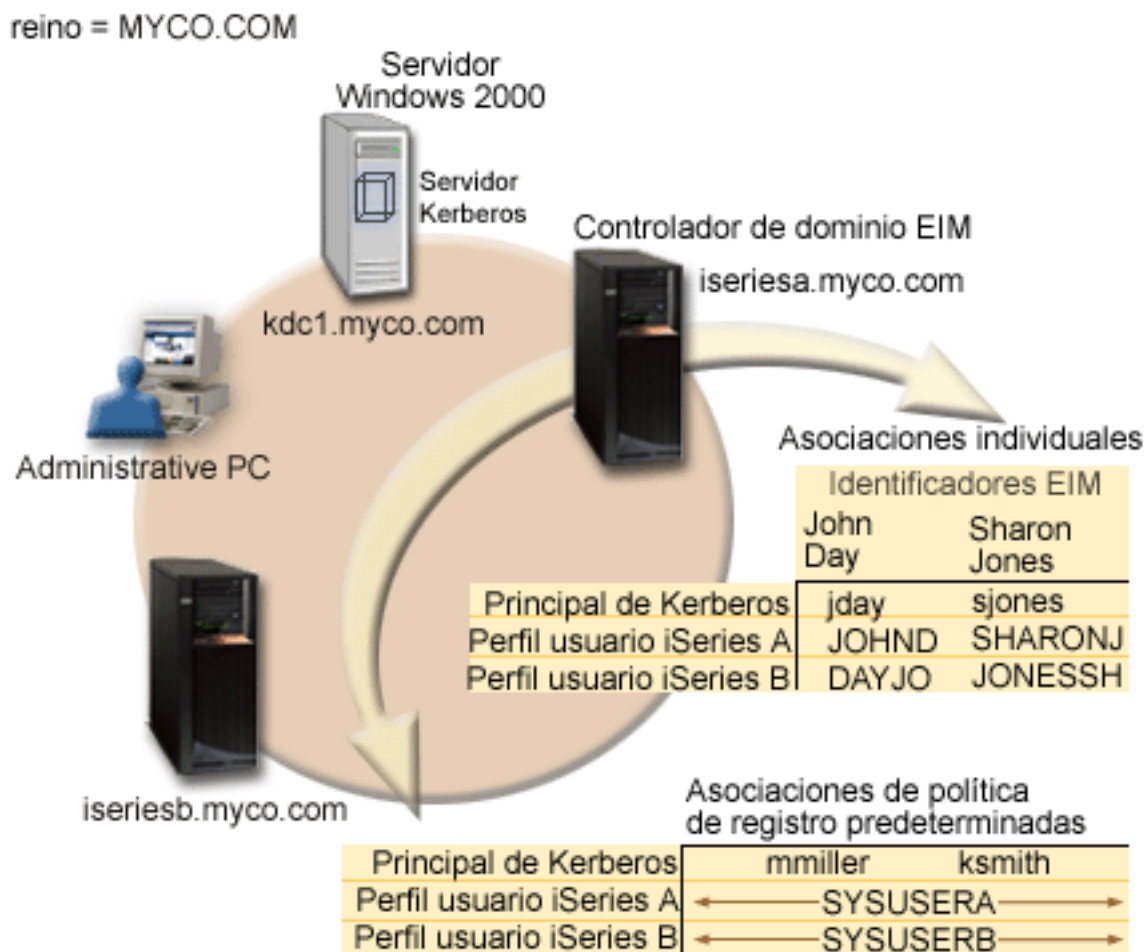 reino = MYCO.COM
Servidor
Windows 2000
Servidor
Kerberos
kdc1.myco.com
Controlador de dominio EIM
iseriesa.myco.com
Administrative PC
iseriesb.myco.com
Asociaciones individuales
Identificadores EIM
John Sharon
Day Jones
Principal de Kerberos jday sjones
Perfil usuario iSeries A JOHND SHARONJ
Perfil usuario iSeries B DAYJO JONESSH
Asociaciones de política
de registro predeterminadas
Principal de Kerberos mmiller ksmith
Perfil usuario iSeries A SYSUSERA
Perfil usuario iSeries B SYSUSERB